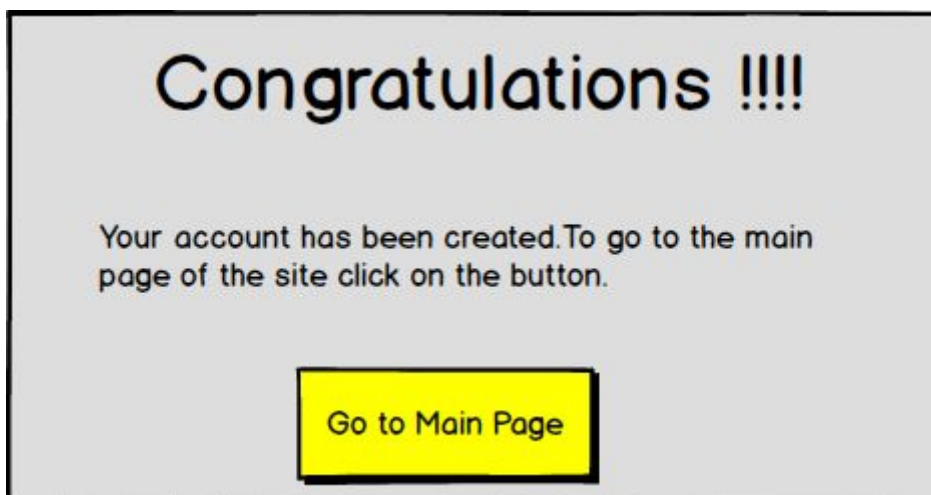 Congratulations !!!!
Your account has been created.To go to the main
page of the site click on the button.
Go to Main Page